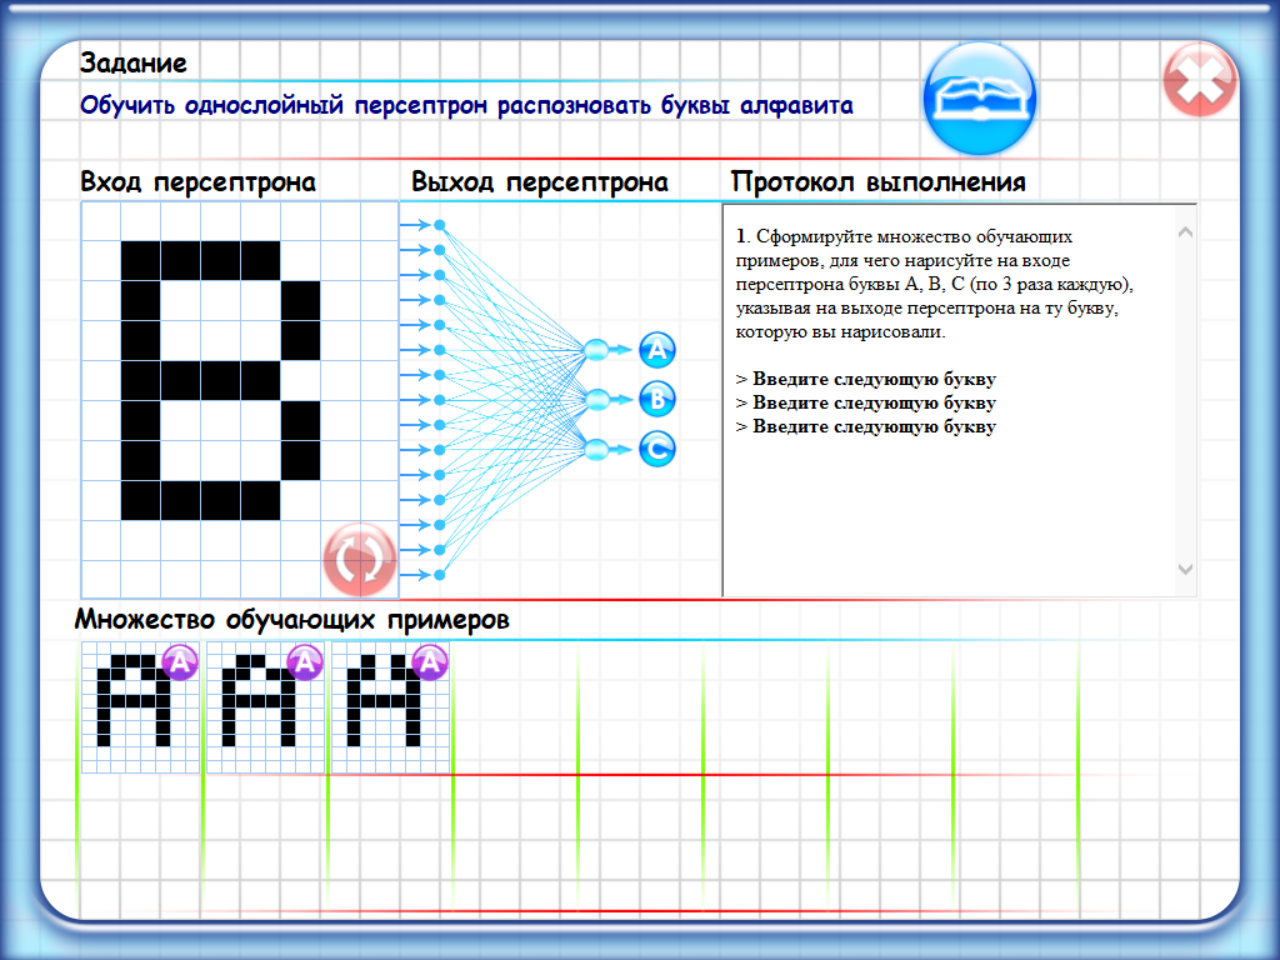 Задание
Обучить однослойный персептрон распозновать буквы алфавита
Вход персептрона
Выход персептрона
Протокол выполнения
A
B
C
1. Сформируйте множество обучающих
примеров, для чего нарисуйте на входе
персептрона буквы A, B, C (по 3 раза каждую),
указывая на выходе персептрона на ту букву,
которую вы нарисовали.
> Введите следующую букву
> Введите следующую букву
> Введите следующую букву
Множество обучающих примеров
A
A
A